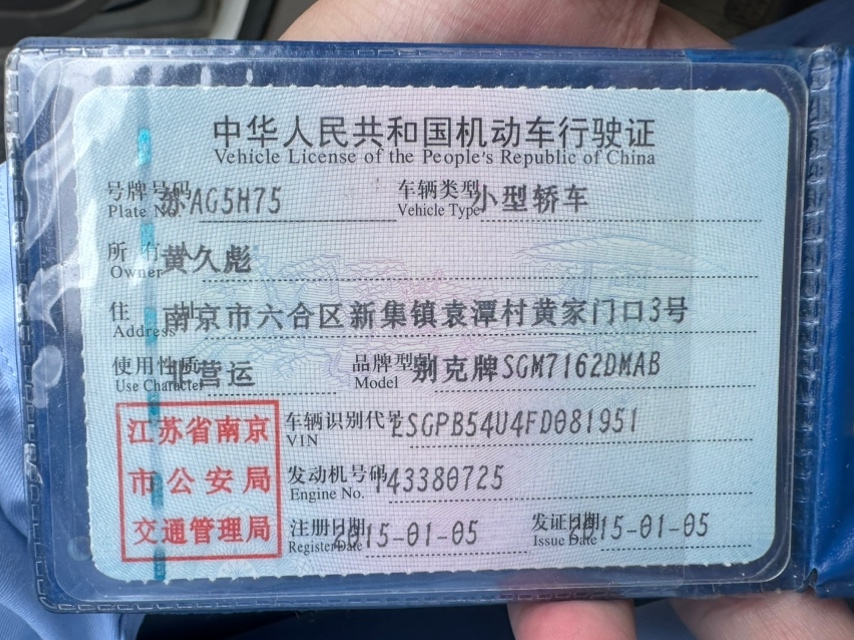 中华人民共和国机动车行驶证
Vehicle License of the People's Republic of China
号牌号码 苏AG5H75 车辆类型 小型轿车
Plate No. Vehicle Type
所有人 黄久彪
Owner
住址 南京市六合区新集镇袁潭村黄家门口3号
Address
使用性质 非营运 品牌型号 别克牌SGM7162DMAB
Use Character Model
江苏省南京
市公安局
交通管理局
车辆识别代号 LSGPB54U4FD081951
VIN
发动机号码 143380725
Engine No.
注册日期 2015-01-05 发证日期 2015-01-05
Register Date Issue Date